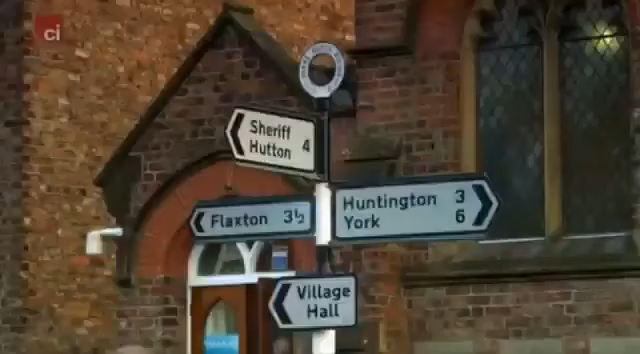 ci
Sheriff
Hutton 4
Flaxton 3½
Huntington 3
York 6
Village
Hall